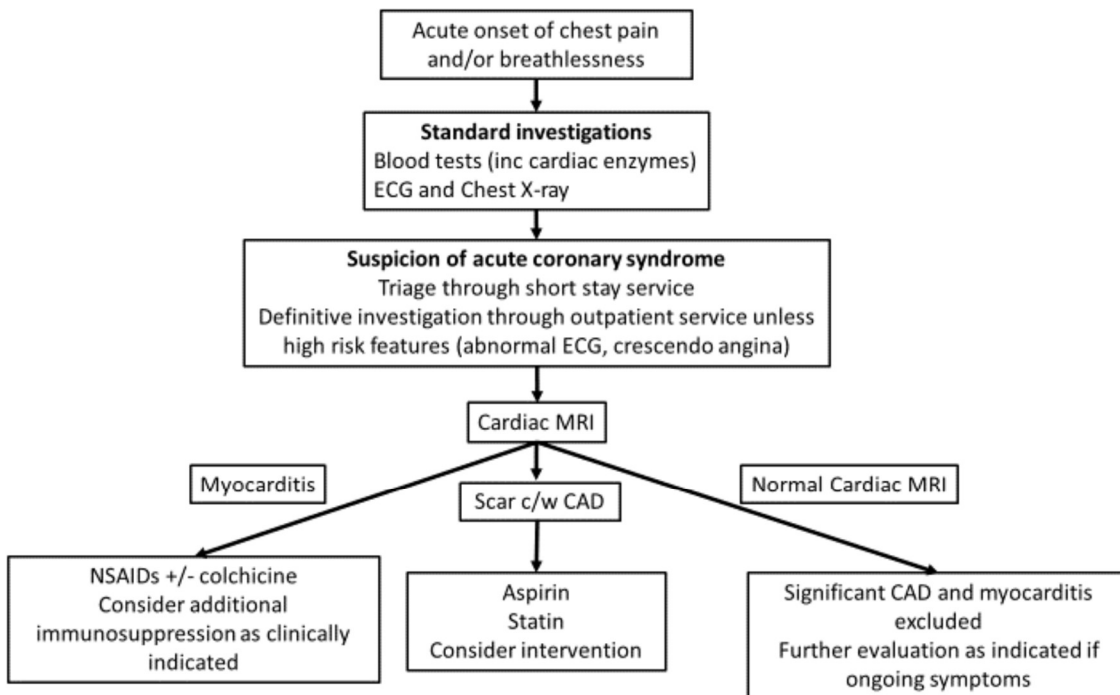 Acute onset of chest pain
and/or breathlessness
Standard investigations
Blood tests (inc cardiac enzymes)
ECG and Chest X-ray
Suspicion of acute coronary syndrome
Triage through short stay service
Definitive investigation through outpatient service unless
high risk features (abnormal ECG, crescendo angina)
Cardiac MRI
Myocarditis
Scar c/w CAD
Normal Cardiac MRI
NSAIDs +/- colchicine
Consider additional
immunosuppression as clinically
indicated
Aspirin
Statin
Consider intervention
Significant CAD and myocarditis
excluded
Further evaluation as indicated if
ongoing symptoms